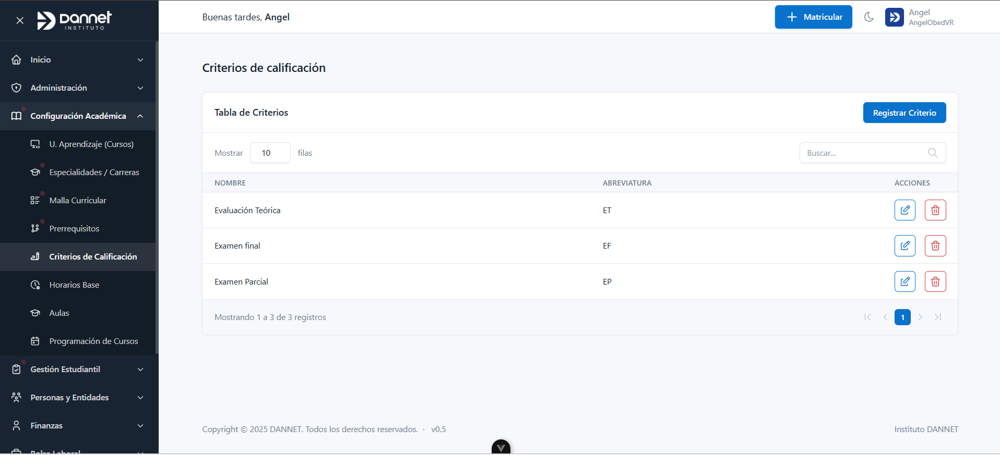 Dannet
INSTITUTO
Inicio
Administración
Configuración Académica
U. Aprendizaje (Cursos)
Especialidades / Carreras
Malla Curricular
Prerrequisitos
Criterios de Calificación
Horarios Base
Aulas
Programación de Cursos
Gestión Estudiantil
Personas y Entidades
Finanzas
Bolsa Laboral
Buenas tardes, Angel
Matricular
Angel
AngelObedVR
Criterios de calificación
Tabla de Criterios
Registrar Criterio
Mostrar 10 filas
Buscar...
NOMBRE ABREVIATURA ACCIONES
Evaluación Teórica ET
Examen final EF
Examen Parcial EP
Mostrando 1 a 3 de 3 registros
1
Copyright © 2025 DANNET. Todos los derechos reservados. · v0.5
Instituto DANNET